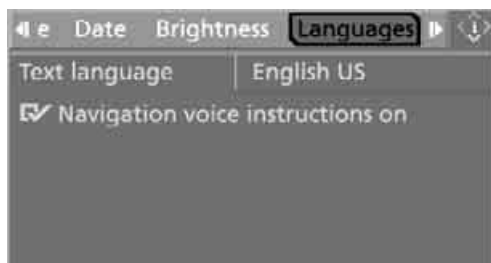 e Date Brightness Languages
Text language English US
Navigation voice instructions on